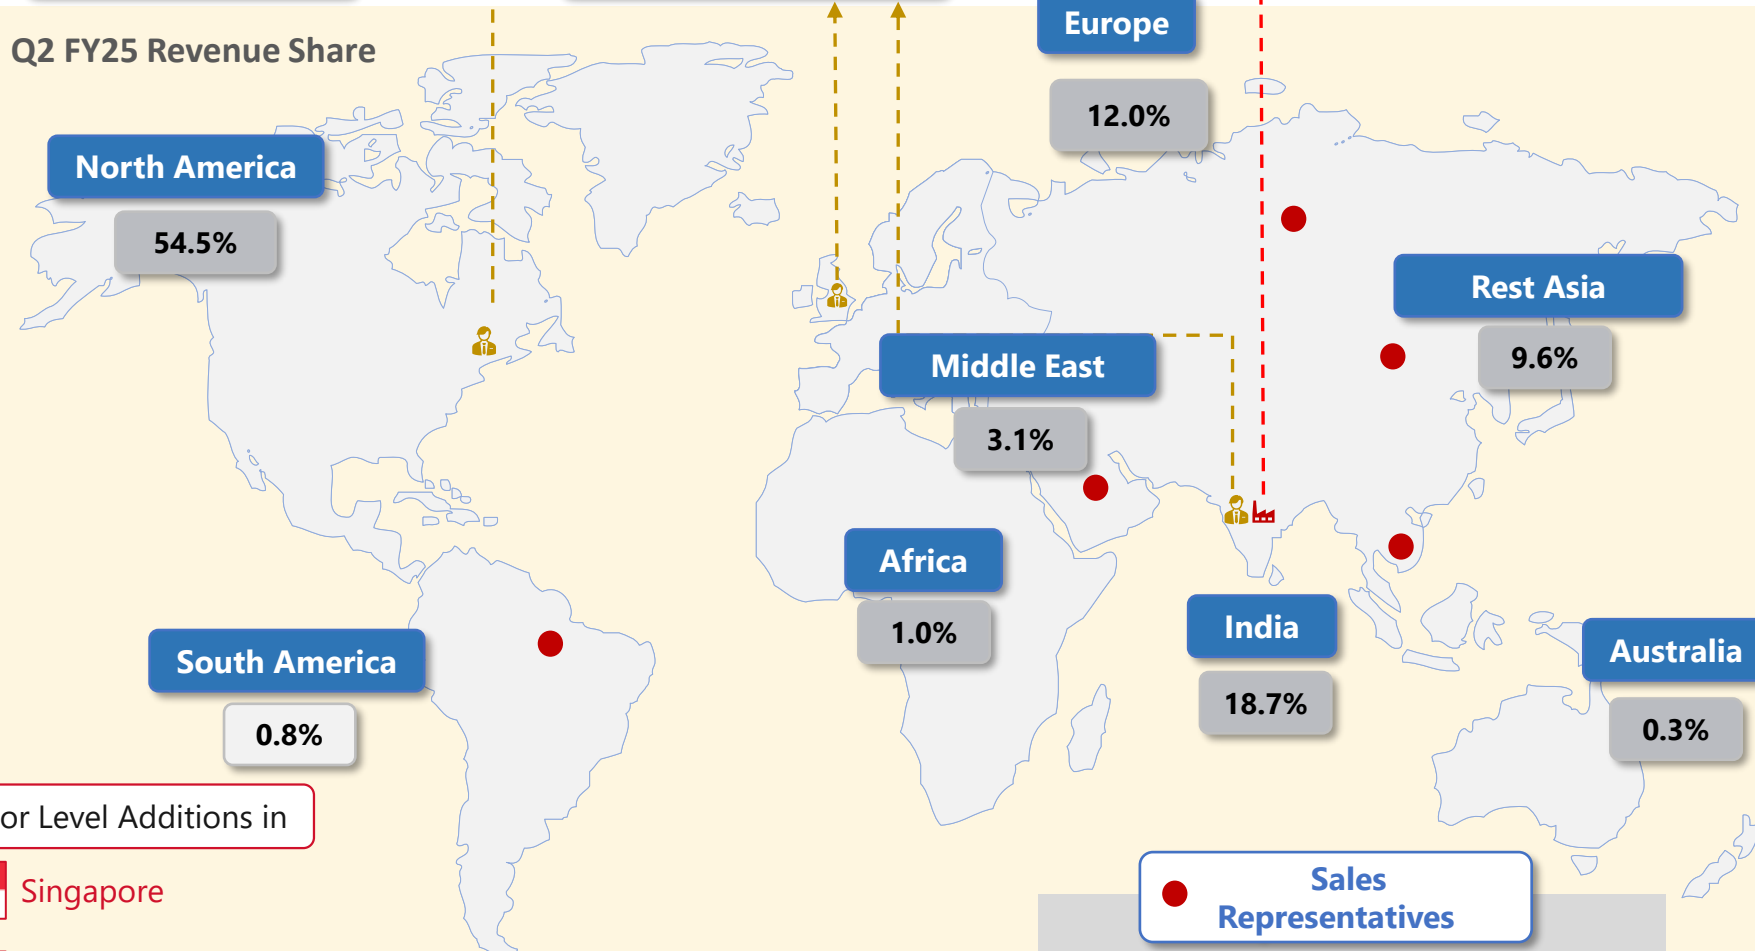 Europe
Q2 FY25 Revenue Share
12.0%
North America
54.5%
Rest Asia
9.6%
Middle East
3.1%
Africa
1.0%
India
18.7%
Australia
0.3%
South America
0.8%
or Level Additions in
Singapore
Sales
Representatives